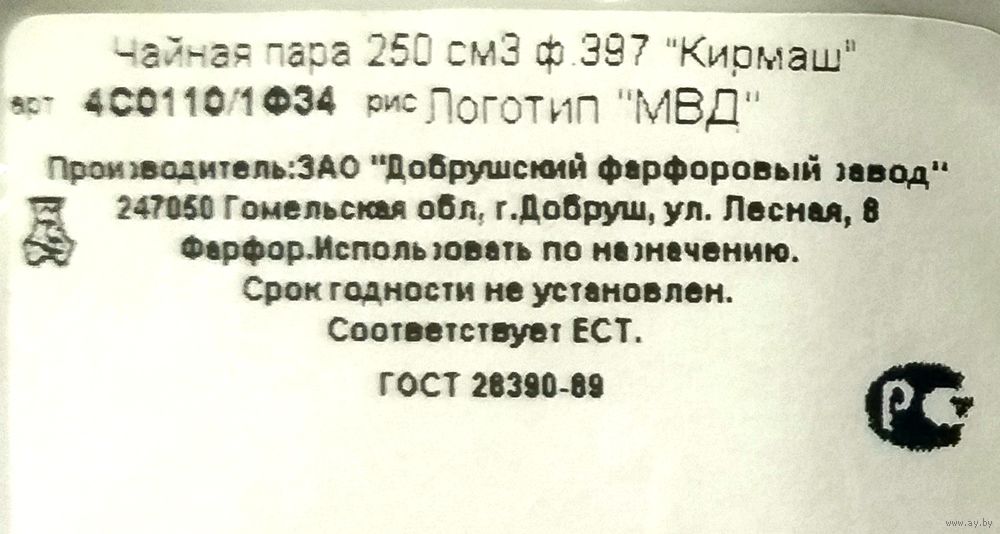 Чайная пара 250 см3 ф.397 "Кирмаш"
арт 4С0110/1Ф34 рис Логотип "МВД"
Производитель:ЗАО "Добрушский фарфоровый завод"
247050 Гомельская обл, г.Добруш, ул. Лесная, 8
Фарфор.Использовать по назначению.
Срок годности не установлен.
Соответствует ЕСТ.
ГОСТ 28390-89
РС
www.ay.by